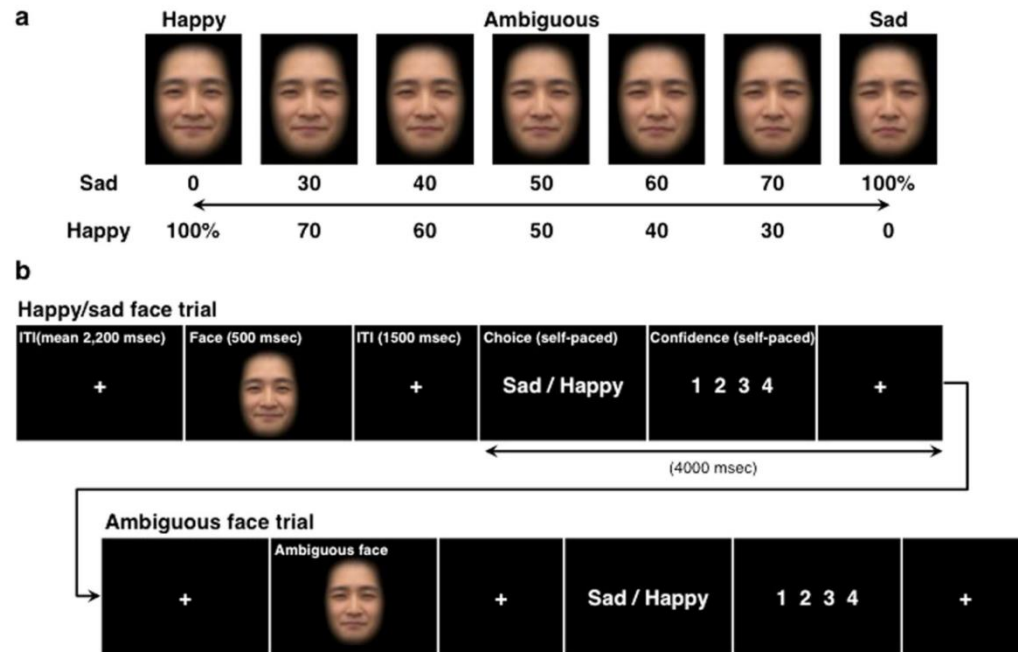 a
Happy Ambiguous Sad
Sad 0 30 40 50 60 70 100%
Happy 100% 70 60 50 40 30 0
b
Happy/sad face trial
ITI(mean 2,200 msec) Face (500 msec) ITI (1500 msec) Choice (self-paced) Confidence (self-paced)
+ + Sad / Happy 1 2 3 4 +
(4000 msec)
Ambiguous face trial
Ambiguous face
+ + Sad / Happy 1 2 3 4 +